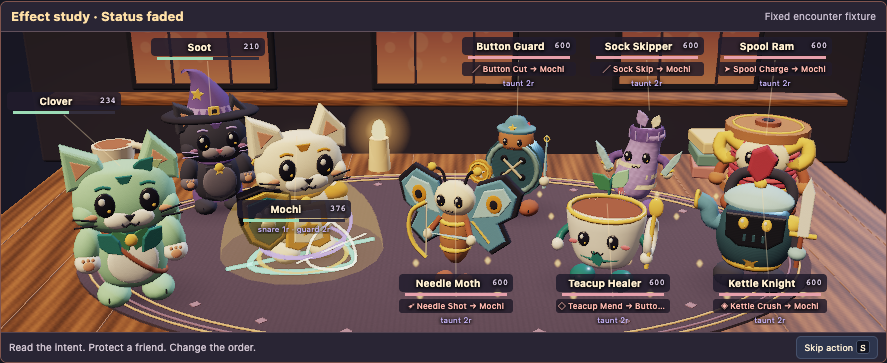 Effect study · Status faded
Fixed encounter fixture
Soot 210
Button Guard 600
Button Cut → Mochi
taunt 2r
Sock Skipper 600
Sock Skip → Mochi
taunt 2r
Spool Ram 600
Spool Charge → Mochi
taunt 2r
Clover 234
Mochi 376
snare 1r · guard 2r
Needle Moth 600
Needle Shot → Mochi
taunt 2r
Teacup Healer 600
Teacup Mend → Butto...
taunt 2r
Kettle Knight 600
Kettle Crush → Mochi
taunt 2r
Read the intent. Protect a friend. Change the order.
Skip action S